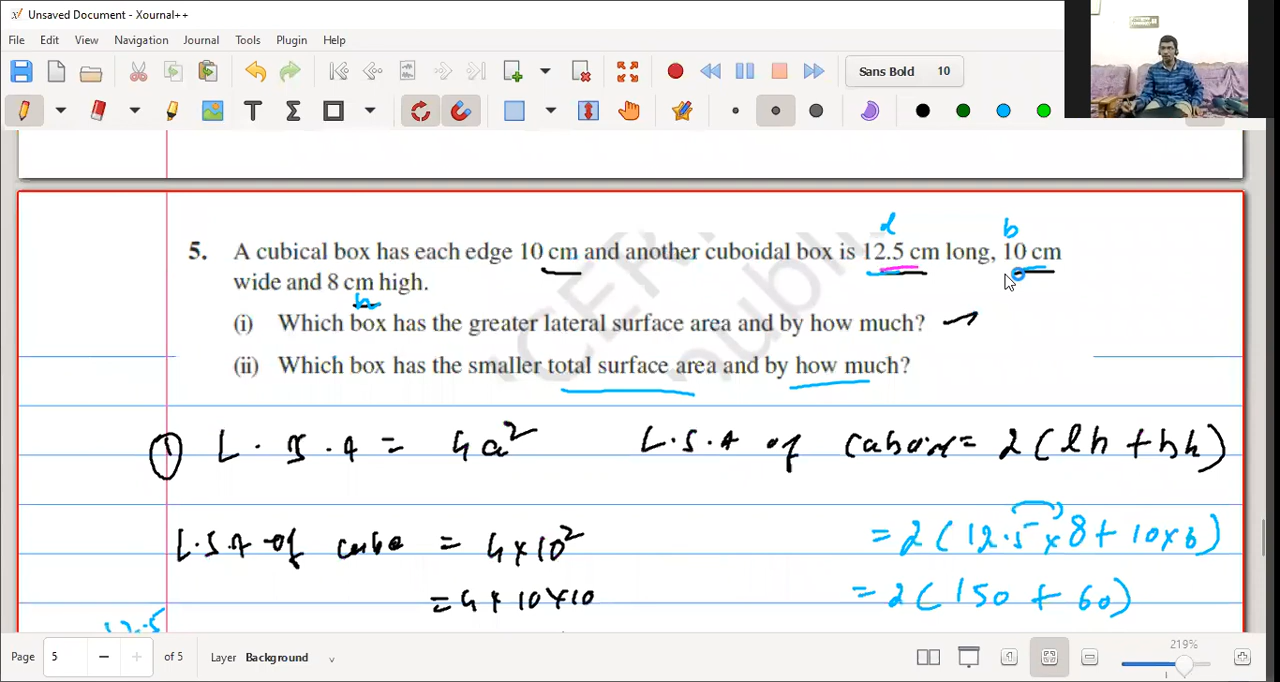 Unsaved Document - Xournal++
File Edit View Navigation Journal Tools Plugin Help
Sans Bold 10
l b
5. A cubical box has each edge 10 cm and another cuboidal box is 12.5 cm long, 10 cm
wide and 8 cm high.
h
(i) Which box has the greater lateral surface area and by how much?
(ii) Which box has the smaller total surface area and by how much?
① L.S.A = 4a² L.S.A of cuboid = 2(lh + bh)
L.S.A of cube = 4×10² = 2(12.5×8+10×6)
= 4×10×10 = 2(150 + 60)
12.5
Page 5 of 5 Layer Background 219%